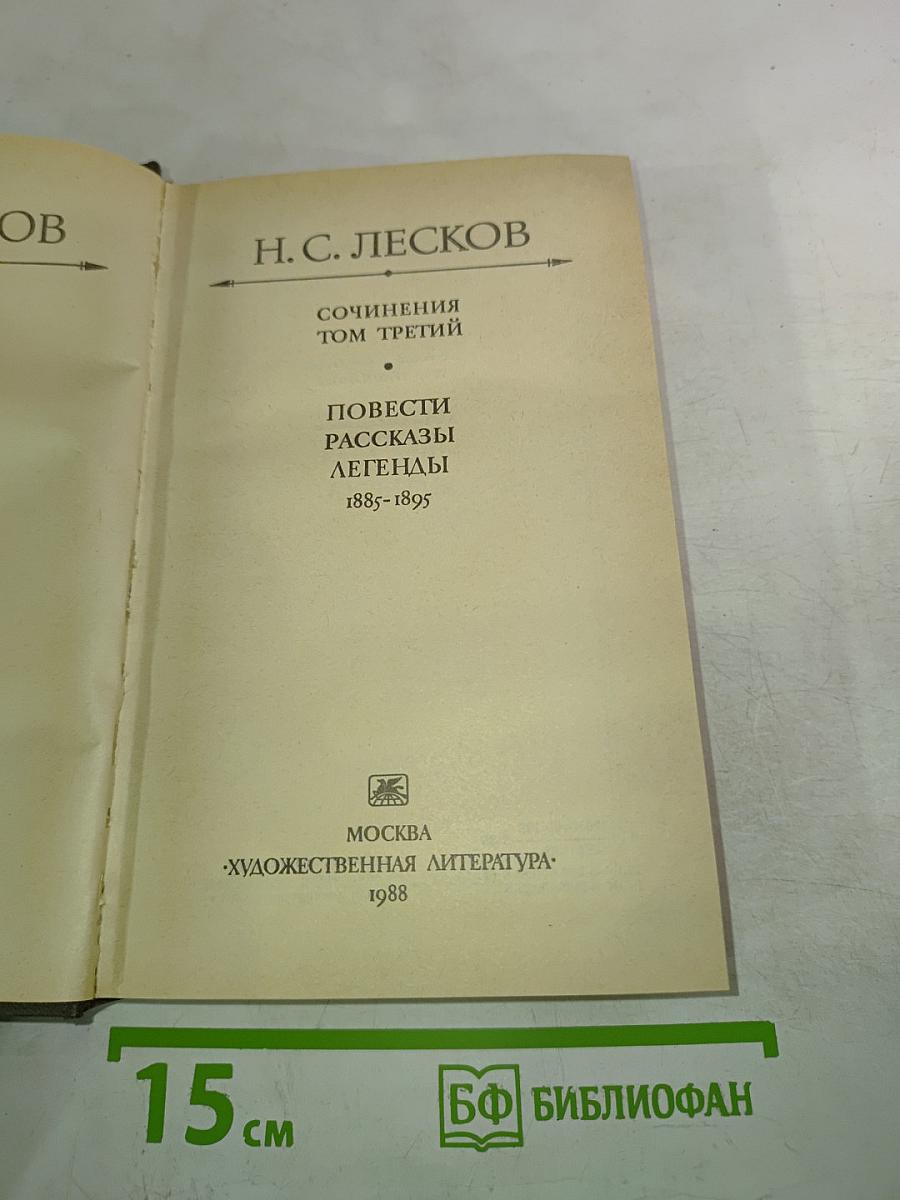 ОВ
Н. С. ЛЕСКОВ
СОЧИНЕНИЯ
ТОМ ТРЕТИЙ
ПОВЕСТИ
РАССКАЗЫ
ЛЕГЕНДЫ
1885-1895
МОСКВА
·ХУДОЖЕСТВЕННАЯ ЛИТЕРАТУРА·
1988
15 см
БФ БИБЛИОФАН